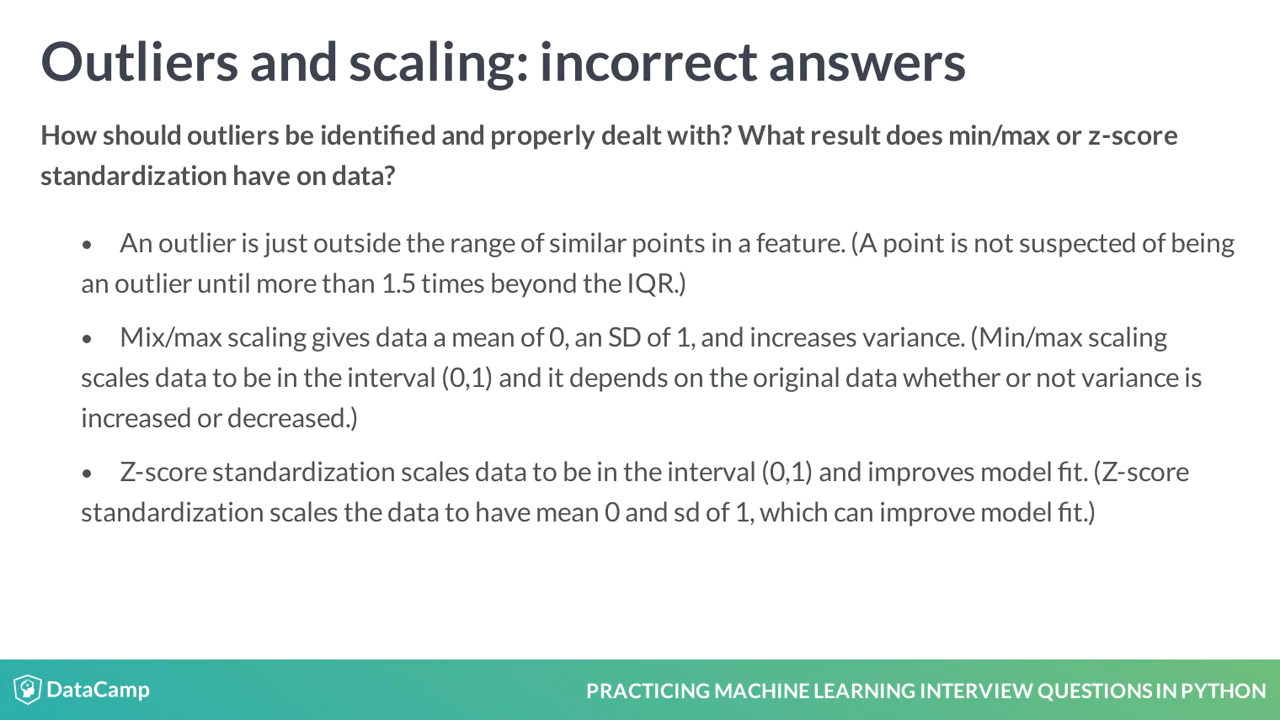 Outliers and scaling: incorrect answers
How should outliers be identified and properly dealt with? What result does min/max or z-score
standardization have on data?
• An outlier is just outside the range of similar points in a feature. (A point is not suspected of being
an outlier until more than 1.5 times beyond the IQR.)
• Mix/max scaling gives data a mean of 0, an SD of 1, and increases variance. (Min/max scaling
scales data to be in the interval (0,1) and it depends on the original data whether or not variance is
increased or decreased.)
• Z-score standardization scales data to be in the interval (0,1) and improves model fit. (Z-score
standardization scales the data to have mean 0 and sd of 1, which can improve model fit.)
DataCamp
PRACTICING MACHINE LEARNING INTERVIEW QUESTIONS IN PYTHON